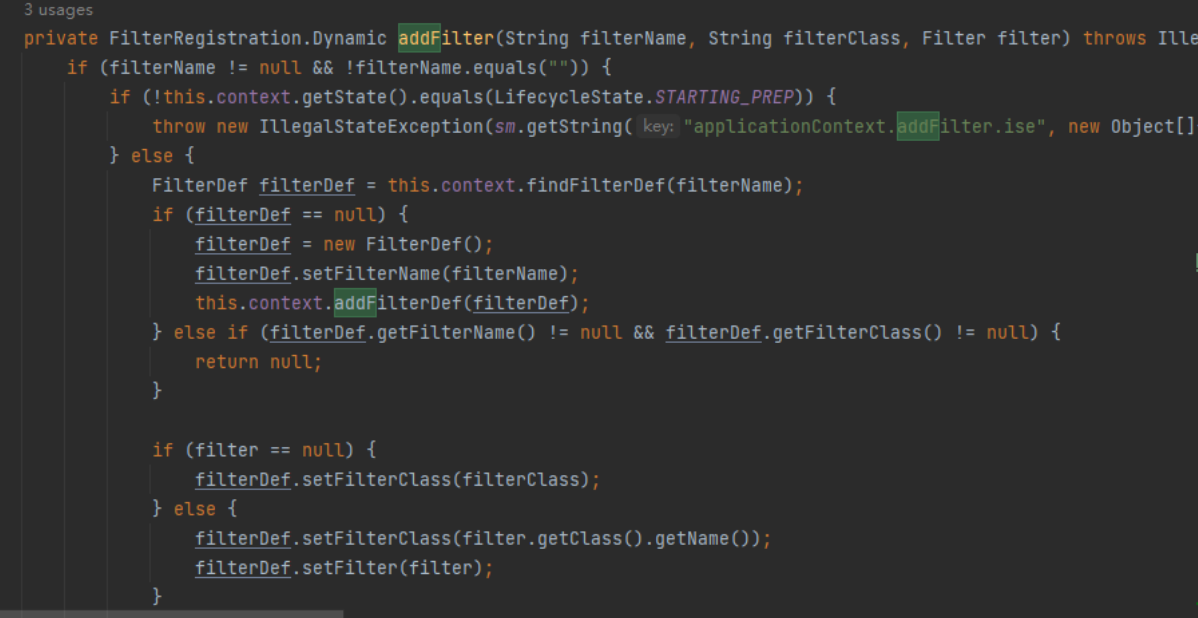 3 usages
private FilterRegistration.Dynamic addFilter(String filterName, String filterClass, Filter filter) throws Ille
if (filterName != null && !filterName.equals("")) {
if (!this.context.getState().equals(LifecycleState.STARTING_PREP)) {
throw new IllegalStateException(sm.getString( key: "applicationContext.addFilter.ise", new Object[]
} else {
FilterDef filterDef = this.context.findFilterDef(filterName);
if (filterDef == null) {
filterDef = new FilterDef();
filterDef.setFilterName(filterName);
this.context.addFilterDef(filterDef);
} else if (filterDef.getFilterName() != null && filterDef.getFilterClass() != null) {
return null;
}
if (filter == null) {
filterDef.setFilterClass(filterClass);
} else {
filterDef.setFilterClass(filter.getClass().getName());
filterDef.setFilter(filter);
}